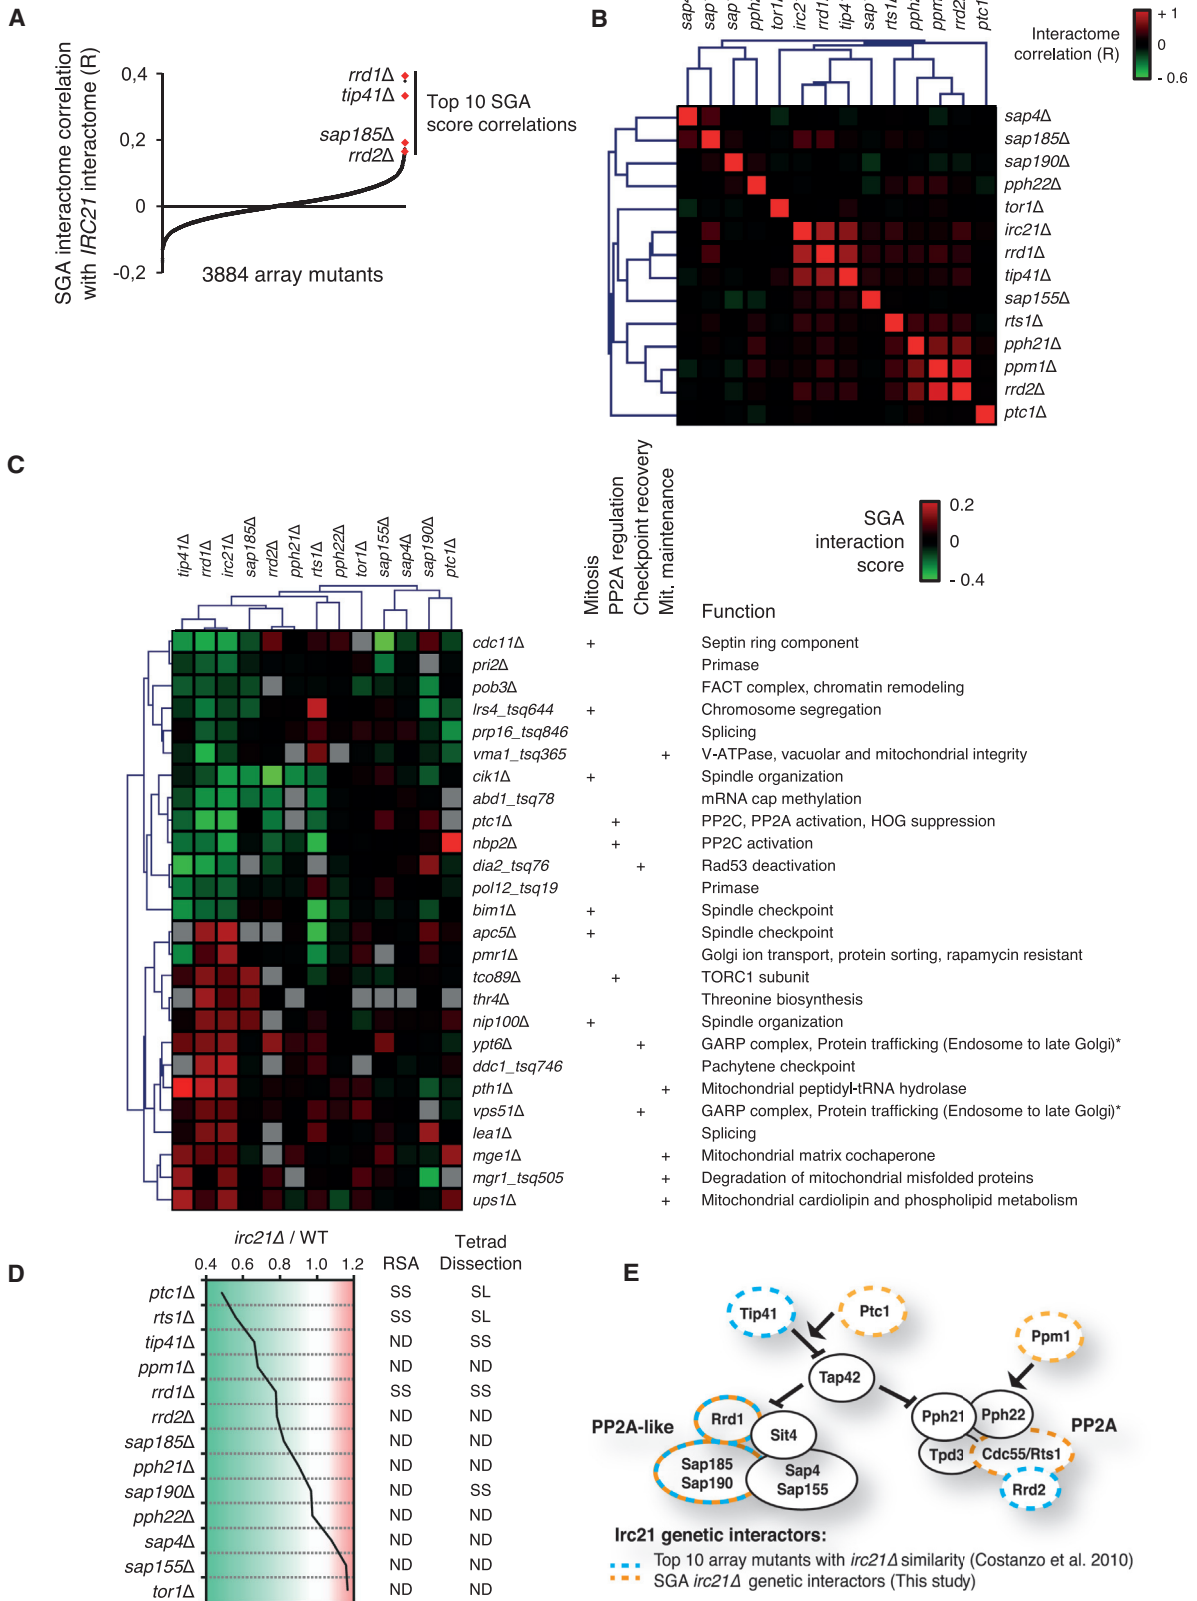 A
SGA interactome correlation
with IRC21 interactome (R)
0,4
0,2
0
-0,2
rrd1Δ
tip41Δ
sap185Δ
rrd2Δ
Top 10 SGA
score correlations
3884 array mutants
B
tor1
rts1
ptc1
Interactome
correlation (R)
+ 1
0
- 0.6
sap4Δ
sap185Δ
sap190Δ
pph22Δ
tor1Δ
irc21Δ
rrd1Δ
tip41Δ
sap155Δ
rts1Δ
pph21Δ
ppm1Δ
rrd2Δ
ptc1Δ
C
tip41Δ
rrd1Δ
irc21Δ
sap185Δ
rrd2Δ
pph21Δ
rts1Δ
pph22Δ
tor1Δ
sap155Δ
sap4Δ
sap190Δ
ptc1Δ
Mitosis
PP2A regulation
Checkpoint recovery
Mit. maintenance
SGA
interaction
score
0.2
0
- 0.4
Function
cdc11Δ + Septin ring component
pri2Δ Primase
pob3Δ FACT complex, chromatin remodeling
lrs4_tsq644 + Chromosome segregation
prp16_tsq846 Splicing
vma1_tsq365 + V-ATPase, vacuolar and mitochondrial integrity
cik1Δ + Spindle organization
abd1_tsq78 mRNA cap methylation
ptc1Δ + PP2C, PP2A activation, HOG suppression
nbp2Δ + PP2C activation
dia2_tsq76 + Rad53 deactivation
pol12_tsq19 Primase
bim1Δ + Spindle checkpoint
apc5Δ + Spindle checkpoint
pmr1Δ Golgi ion transport, protein sorting, rapamycin resistant
tco89Δ + TORC1 subunit
thr4Δ Threonine biosynthesis
nip100Δ + Spindle organization
ypt6Δ + GARP complex, Protein trafficking (Endosome to late Golgi)*
ddc1_tsq746 Pachytene checkpoint
pth1Δ + Mitochondrial peptidyl-tRNA hydrolase
vps51Δ + GARP complex, Protein trafficking (Endosome to late Golgi)*
lea1Δ Splicing
mge1Δ + Mitochondrial matrix cochaperone
mgr1_tsq505 + Degradation of mitochondrial misfolded proteins
ups1Δ + Mitochondrial cardiolipin and phospholipid metabolism
D
irc21Δ / WT
0.4 0.6 0.8 1.0 1.2
RSA
Tetrad
Dissection
ptc1Δ SS SL
rts1Δ SS SL
tip41Δ ND SS
ppm1Δ ND ND
rrd1Δ SS SS
rrd2Δ ND ND
sap185Δ ND ND
pph21Δ ND ND
sap190Δ ND SS
pph22Δ ND ND
sap4Δ ND ND
sap155Δ ND ND
tor1Δ ND ND
E
Tip41
Ptc1
Ppm1
Tap42
PP2A-like
Rrd1
Sit4
Sap185
Sap190
Sap4
Sap155
Pph21
Pph22
PP2A
Tpd3
Cdc55/Rts1
Rrd2
Irc21 genetic interactors:
Top 10 array mutants with irc21Δ similarity (Costanzo et al. 2010)
SGA irc21Δ genetic interactors (This study)